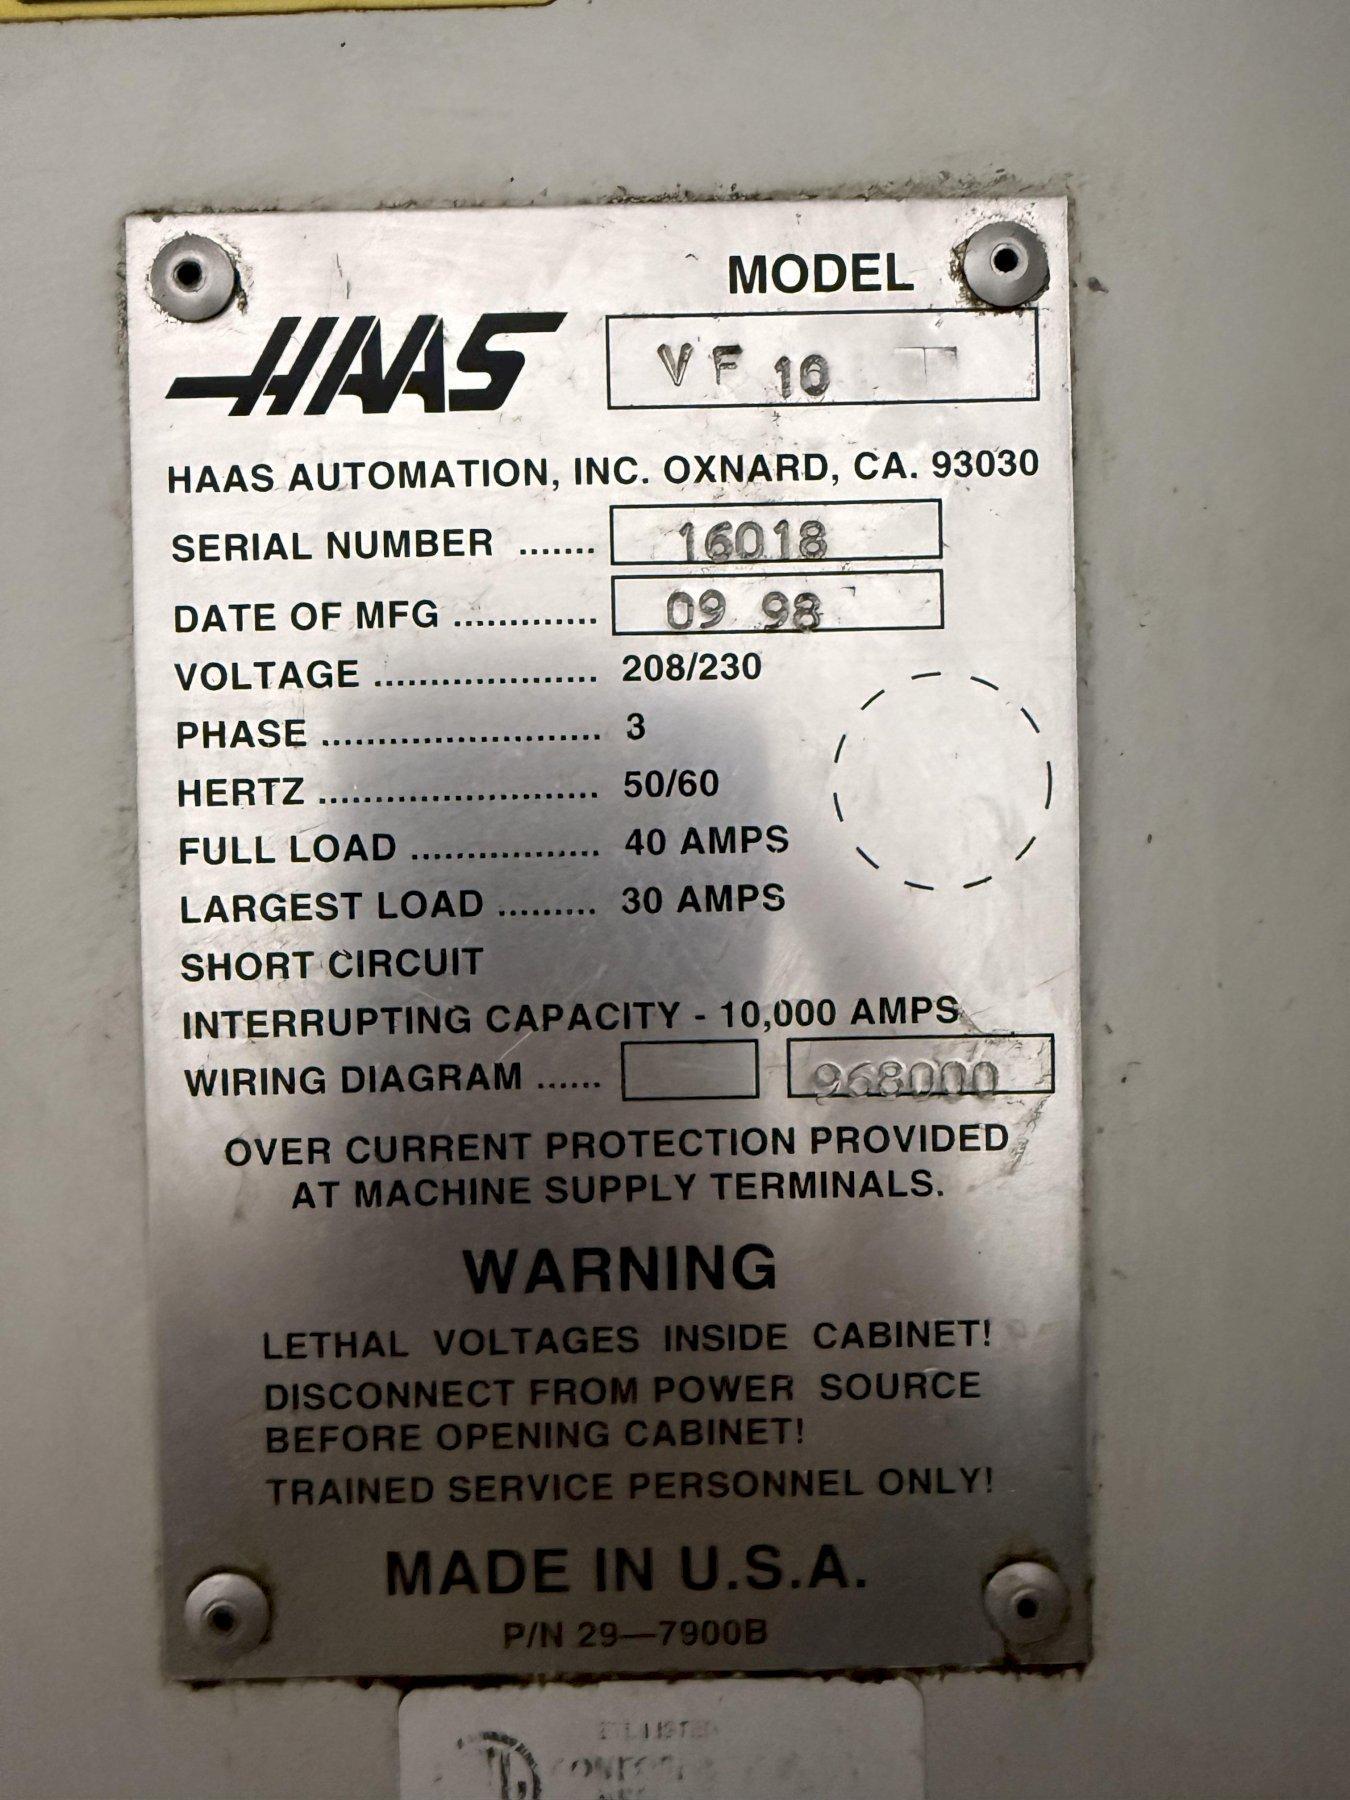 MODEL
HAAS
VF 10
HAAS AUTOMATION, INC. OXNARD, CA. 93030
SERIAL NUMBER ....... 16018
DATE OF MFG ............. 09 98
VOLTAGE .................... 208/230
PHASE ......................... 3
HERTZ ......................... 50/60
FULL LOAD ................. 40 AMPS
LARGEST LOAD ......... 30 AMPS
SHORT CIRCUIT
INTERRUPTING CAPACITY - 10,000 AMPS
WIRING DIAGRAM ...... 968000
OVER CURRENT PROTECTION PROVIDED
AT MACHINE SUPPLY TERMINALS.
WARNING
LETHAL VOLTAGES INSIDE CABINET!
DISCONNECT FROM POWER SOURCE
BEFORE OPENING CABINET!
TRAINED SERVICE PERSONNEL ONLY!
MADE IN U.S.A.
P/N 29—7900B